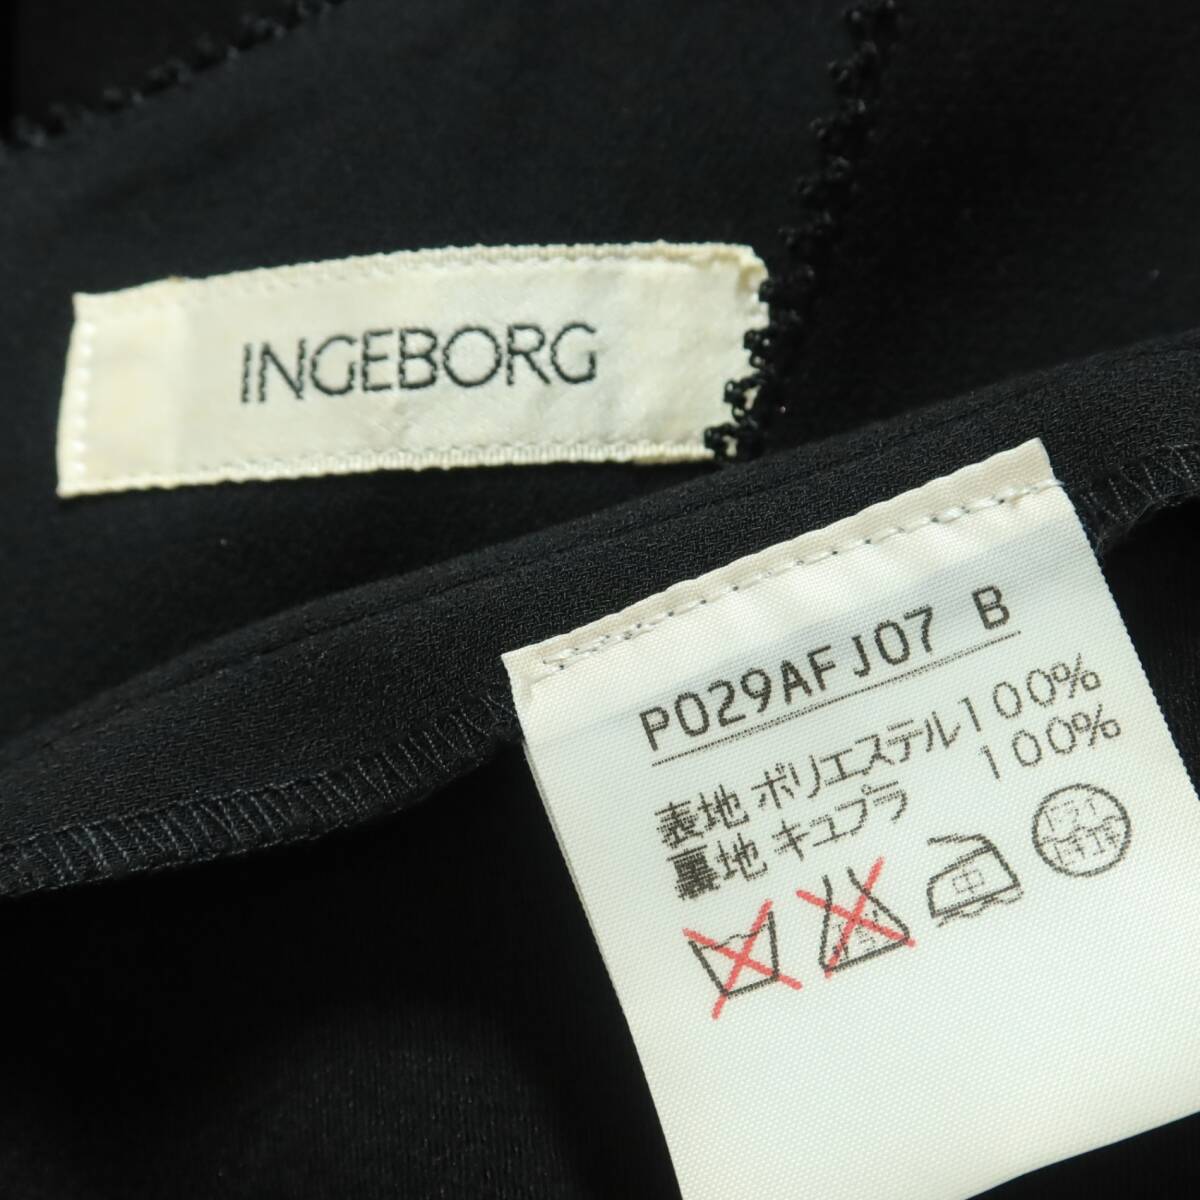 INGEBORG
P029AFJ07 B
表地 ポリエステル100%
裏地 キュプラ 100%
中